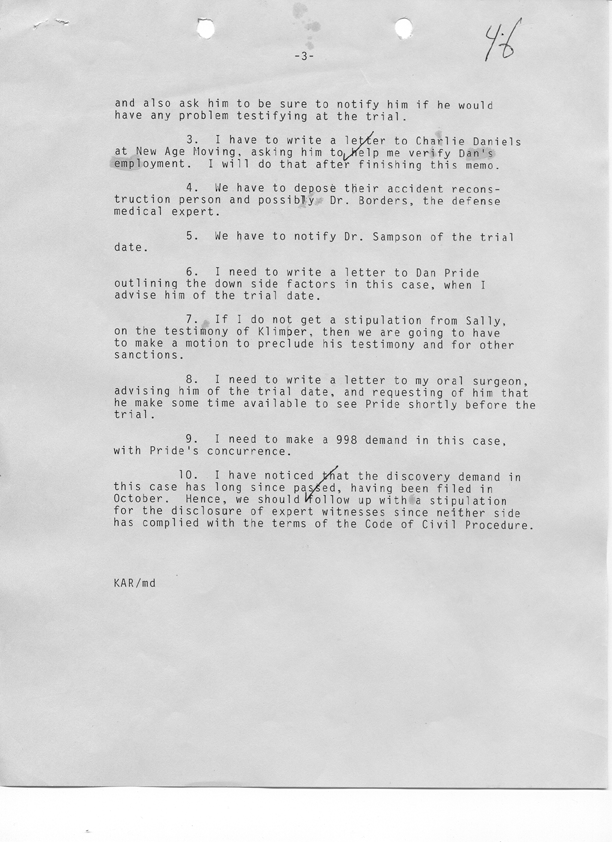 -3-
4.6
and also ask him to be sure to notify him if he would
have any problem testifying at the trial.
3. I have to write a letter to Charlie Daniels
at New Age Moving, asking him to help me verify Dan's
employment. I will do that after finishing this memo.
4. We have to depose their accident recons-
truction person and possibly Dr. Borders, the defense
medical expert.
5. We have to notify Dr. Sampson of the trial
date.
6. I need to write a letter to Dan Pride
outlining the down side factors in this case, when I
advise him of the trial date.
7. If I do not get a stipulation from Sally,
on the testimony of Klimper, then we are going to have
to make a motion to preclude his testimony and for other
sanctions.
8. I need to write a letter to my oral surgeon,
advising him of the trial date, and requesting of him that
he make some time available to see Pride shortly before the
trial.
9. I need to make a 998 demand in this case,
with Pride's concurrence.
10. I have noticed that the discovery demand in
this case has long since passed, having been filed in
October. Hence, we should follow up with a stipulation
for the disclosure of expert witnesses since neither side
has complied with the terms of the Code of Civil Procedure.
KAR/md